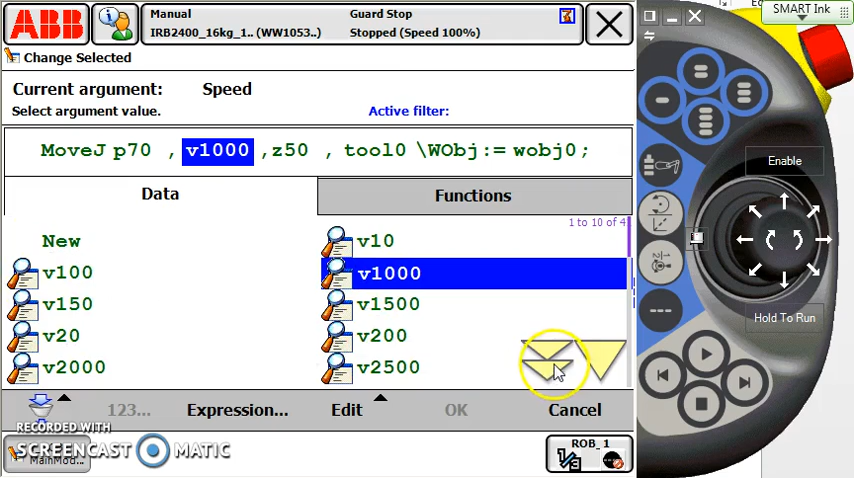 SMART Ink
ABB
Manual
IRB2400_16kg_1.. (WW1053..)
Guard Stop
Stopped (Speed 100%)
Change Selected
Current argument: Speed
Select argument value.
Active filter:
MoveJ p70 , v1000 ,z50 , tool0 \WObj:= wobj0;
Data
Functions
1 to 10 of 4
New
v10
v100
v1000
v150
v1500
v20
v200
v2000
v2500
123...
Expression...
Edit
OK
Cancel
RECORDED WITH
SCREENCAST MATIC
MainMod...
ROB_1
1/3
Enable
Hold To Run